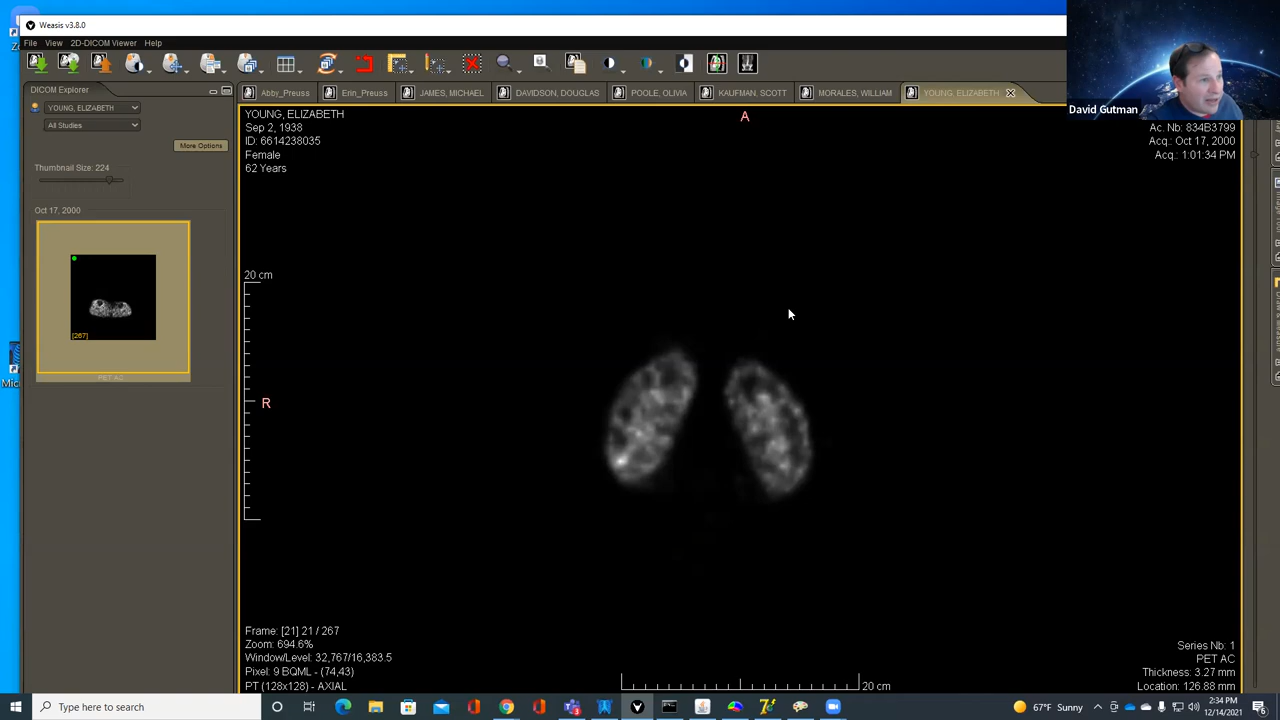 Weasis v3.8.0
File View 2D-DICOM Viewer Help
David Gutman
DICOM Explorer
Abby_Preuss Erin_Preuss JAMES, MICHAEL DAVIDSON, DOUGLAS POOLE, OLIVIA KAUFMAN, SCOTT MORALES, WILLIAM YOUNG, ELIZABETH
YOUNG, ELIZABETH
All Studies
More Options
Thumbnail Size: 224
Oct 17, 2000
[267]
PET AC
YOUNG, ELIZABETH
Sep 2, 1938
ID: 6614238035
Female
62 Years
A
Ac. Nb: 834B3799
Acq.: Oct 17, 2000
Acq.: 1:01:34 PM
20 cm
R
Frame: [21] 21 / 267
Zoom: 694.6%
Window/Level: 32,767/16,383.5
Pixel: 9 BQML - (74,43)
PT (128x128) - AXIAL
20 cm
Series Nb: 1
PET AC
Thickness: 3.27 mm
Location: 126.88 mm
Type here to search
67°F Sunny
2:34 PM
12/14/2021